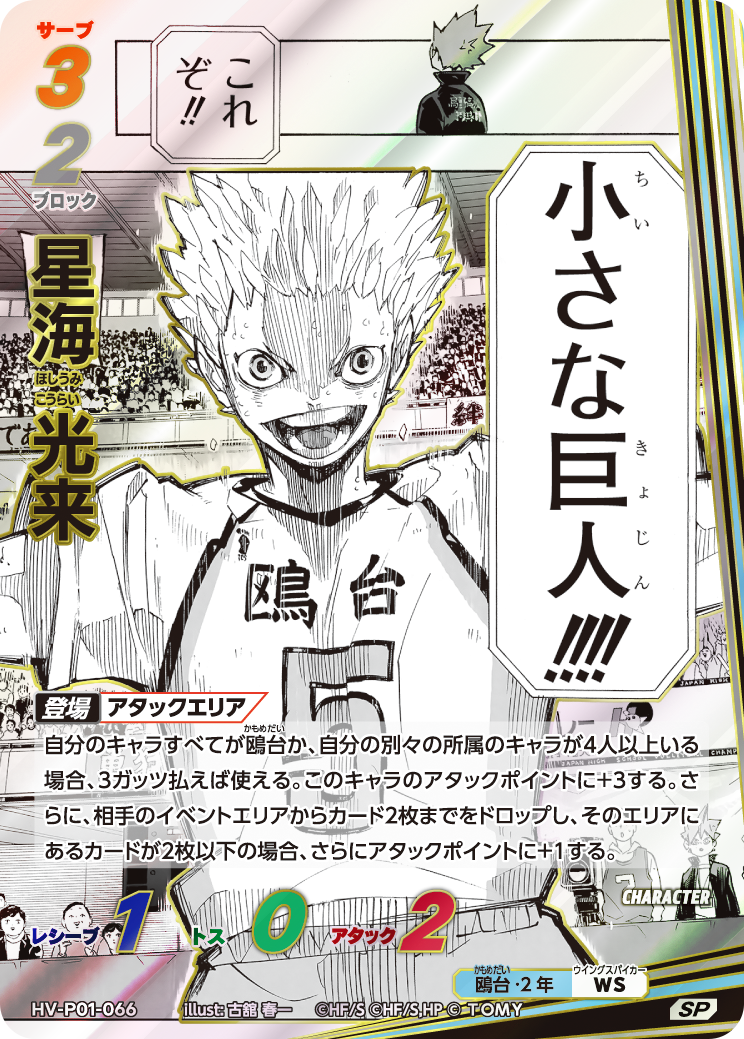 サーブ
3
2
ブロック
これ
ぞ!!
小さな巨人!!!!
ちい
きょじん
星海
ほしうみ
こうらい
光来
鴎台
5
登場 アタックエリア
かもめだい
自分のキャラすべてが鴎台か、自分の別々の所属のキャラが4人以上いる
場合、3ガッツ払えば使える。このキャラのアタックポイントに+3する。さ
らに、相手のイベントエリアからカード2枚までをドロップし、そのエリアに
あるカードが2枚以下の場合、さらにアタックポイントに+1する。
CHARACTER
レシーブ 1 トス 0 アタック 2
かもめだい ウイングスパイカー
鴎台・2年 WS
HV-P01-066 illust: 古舘 春一 ©HF/S ©HF/S,HP © TOMY SP